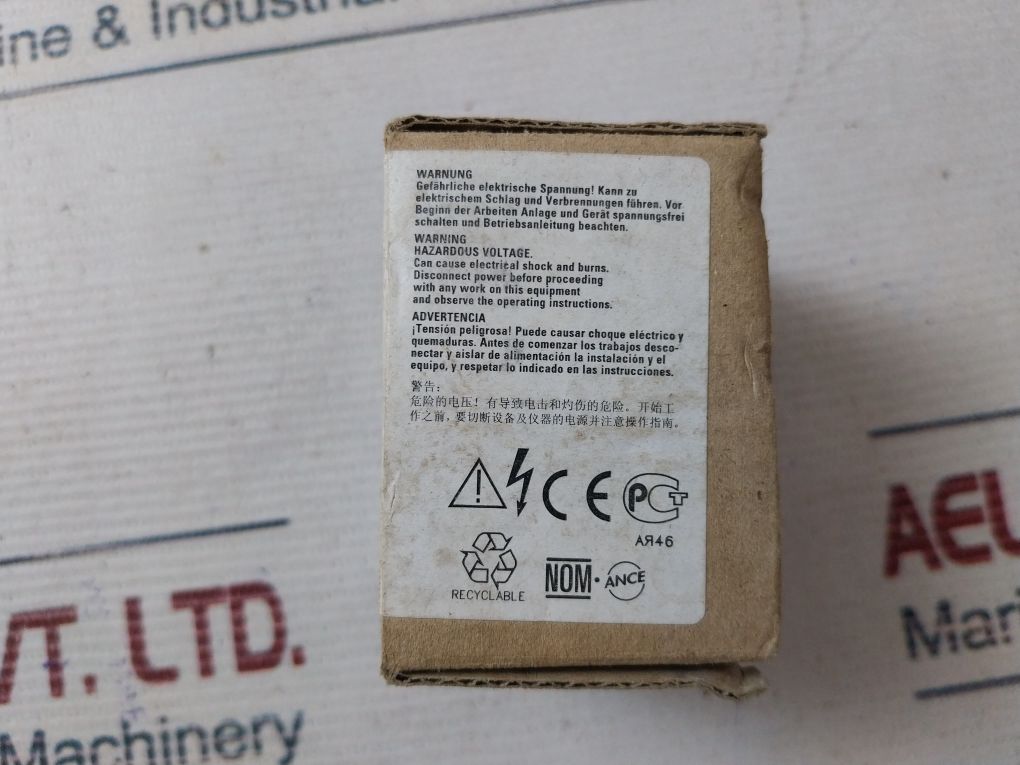 ine & Industrial
WARNUNG
Gefährliche elektrische Spannung! Kann zu
elektrischem Schlag und Verbrennungen führen. Vor
Beginn der Arbeiten Anlage und Gerät spannungsfrei
schalten und Betriebsanleitung beachten.
WARNING
HAZARDOUS VOLTAGE.
Can cause electrical shock and burns.
Disconnect power before proceeding
with any work on this equipment
and observe the operating instructions.
ADVERTENCIA
¡Tensión peligrosa! Puede causar choque eléctrico y
quemaduras. Antes de comenzar los trabajos desco-
nectar y aislar de alimentación la instalación y el
equipo, y respetar lo indicado en las instrucciones.
警告:
危险的电压! 有导致电击和灼伤的危险。开始工
作之前, 要切断设备及仪器的电源并注意操作指南。
CE
РСТ
АЯ46
RECYCLABLE
NOM · ANCE
VT. LTD.
Machinery
AEL
Mari